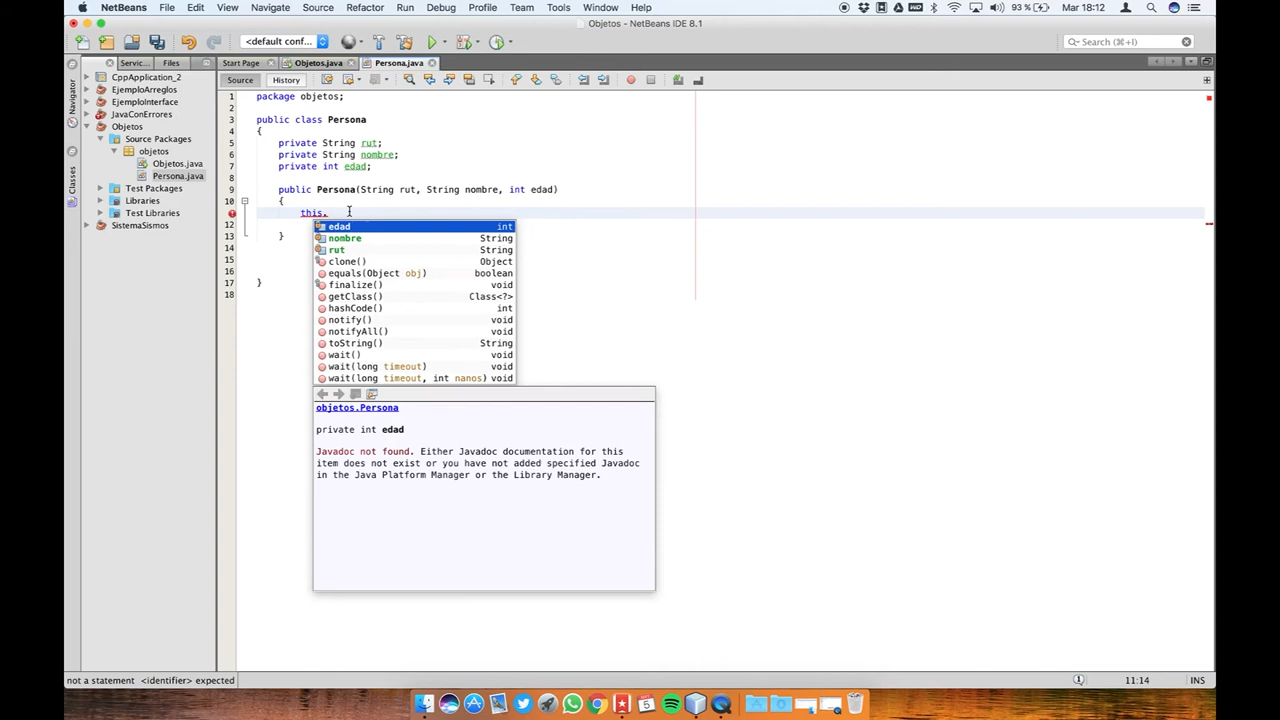 NetBeans File Edit View Navigate Source Refactor Run Debug Profile Team Tools Window Help 93 % Mar 18:12
Objetos - NetBeans IDE 8.1
<default conf... Search (⌘+I)
Servic... Files Start Page Objetos.java Persona.java
Source History
Navigator
Classes
CppApplication_2
EjemploArreglos
EjemploInterface
JavaConErrores
Objetos
Source Packages
objetos
Objetos.java
Persona.java
Test Packages
Libraries
Test Libraries
SistemaSismos
1 package objetos;
2
3 public class Persona
4 {
5 private String rut;
6 private String nombre;
7 private int edad;
8
9 public Persona(String rut, String nombre, int edad)
10 {
this.
12
13 }
14
15
16
17 }
18
edad int
nombre String
rut String
clone() Object
equals(Object obj) boolean
finalize() void
getClass() Class<?>
hashCode() int
notify() void
notifyAll() void
toString() String
wait() void
wait(long timeout) void
wait(long timeout, int nanos) void
objetos.Persona
private int edad
Javadoc not found. Either Javadoc documentation for this
item does not exist or you have not added specified Javadoc
in the Java Platform Manager or the Library Manager.
not a statement <identifier> expected 1 11:14 INS
5